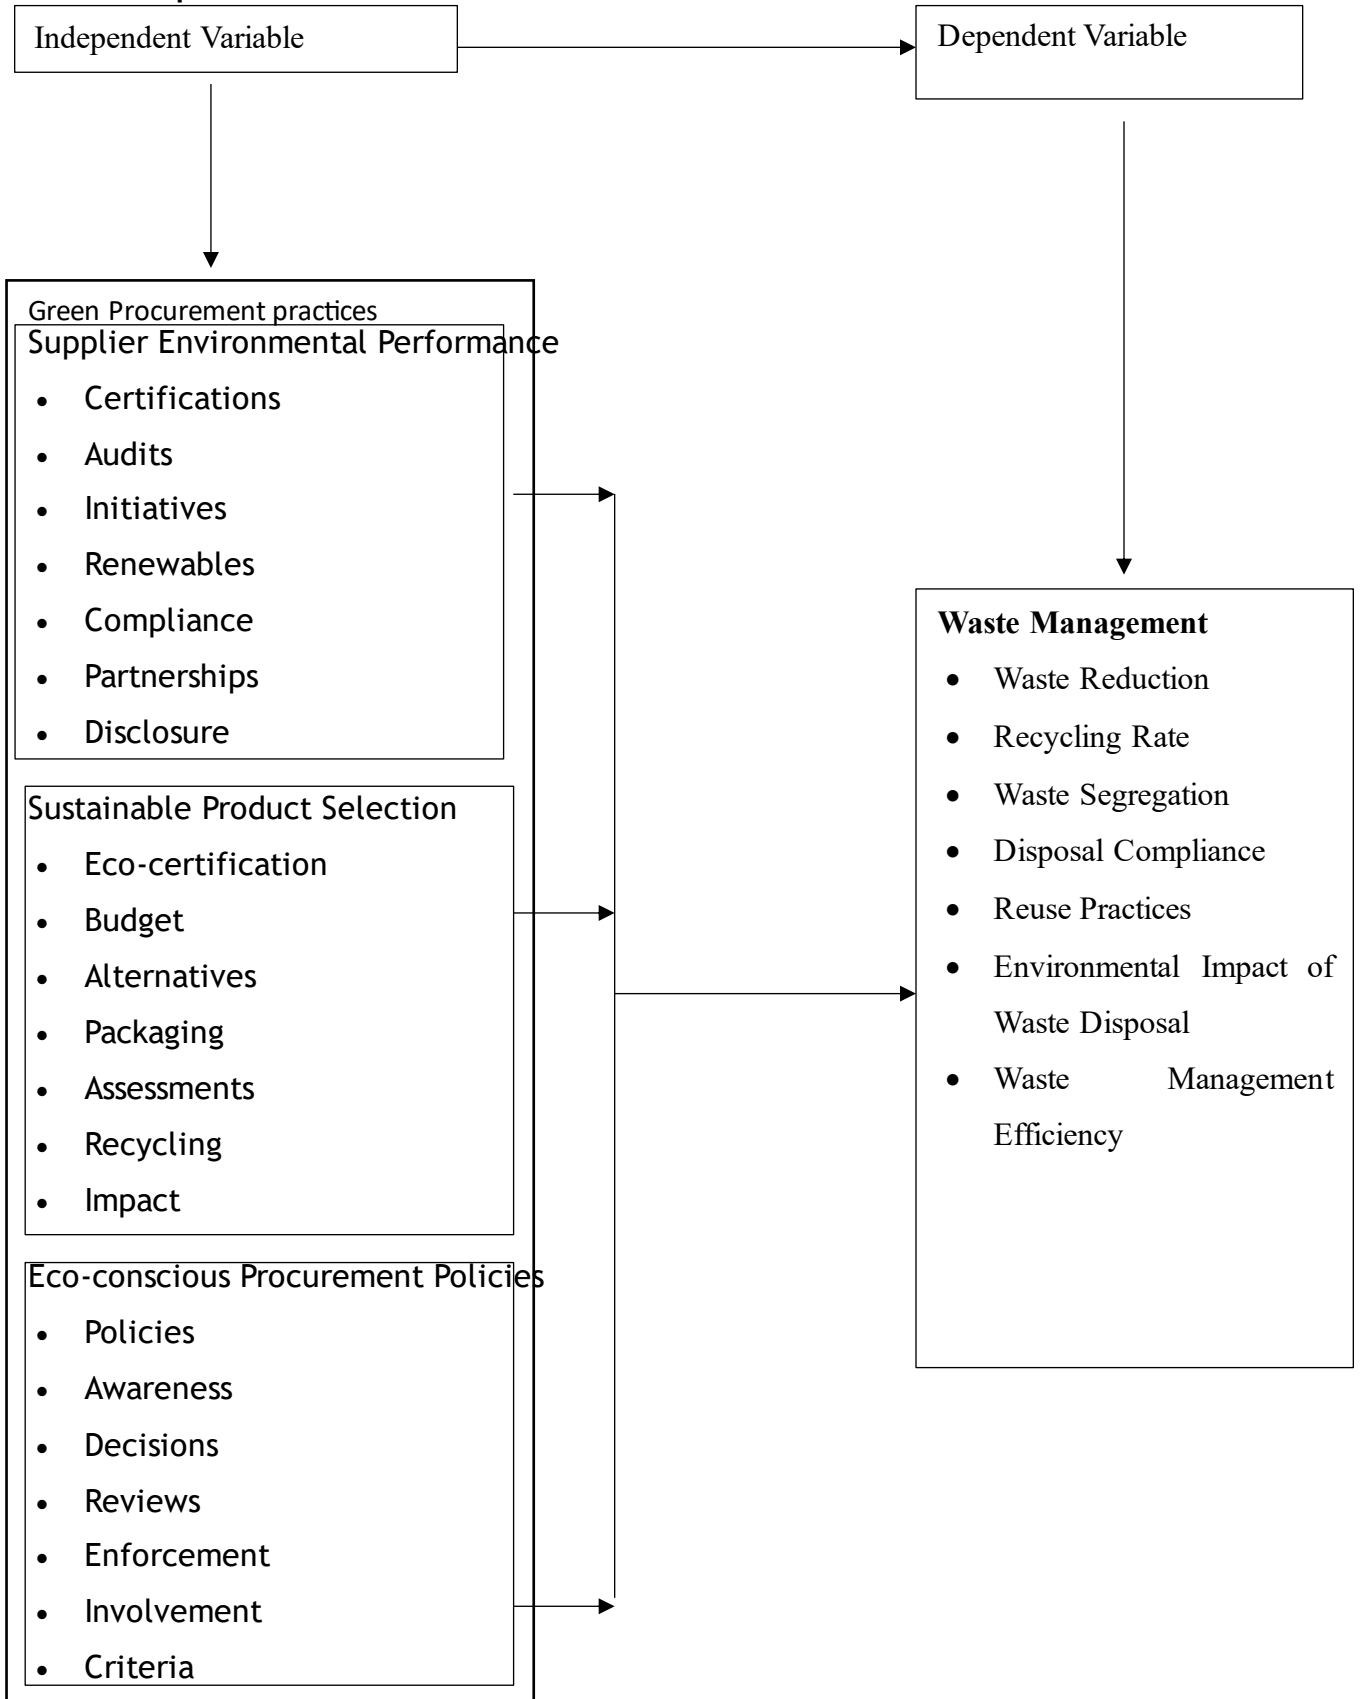 Independent Variable
Dependent Variable
Green Procurement practices
Supplier Environmental Performance
• Certifications
• Audits
• Initiatives
• Renewables
• Compliance
• Partnerships
• Disclosure
Sustainable Product Selection
• Eco-certification
• Budget
• Alternatives
• Packaging
• Assessments
• Recycling
• Impact
Eco-conscious Procurement Policies
• Policies
• Awareness
• Decisions
• Reviews
• Enforcement
• Involvement
• Criteria
Waste Management
• Waste Reduction
• Recycling Rate
• Waste Segregation
• Disposal Compliance
• Reuse Practices
• Environmental Impact of
Waste Disposal
• Waste Management
Efficiency